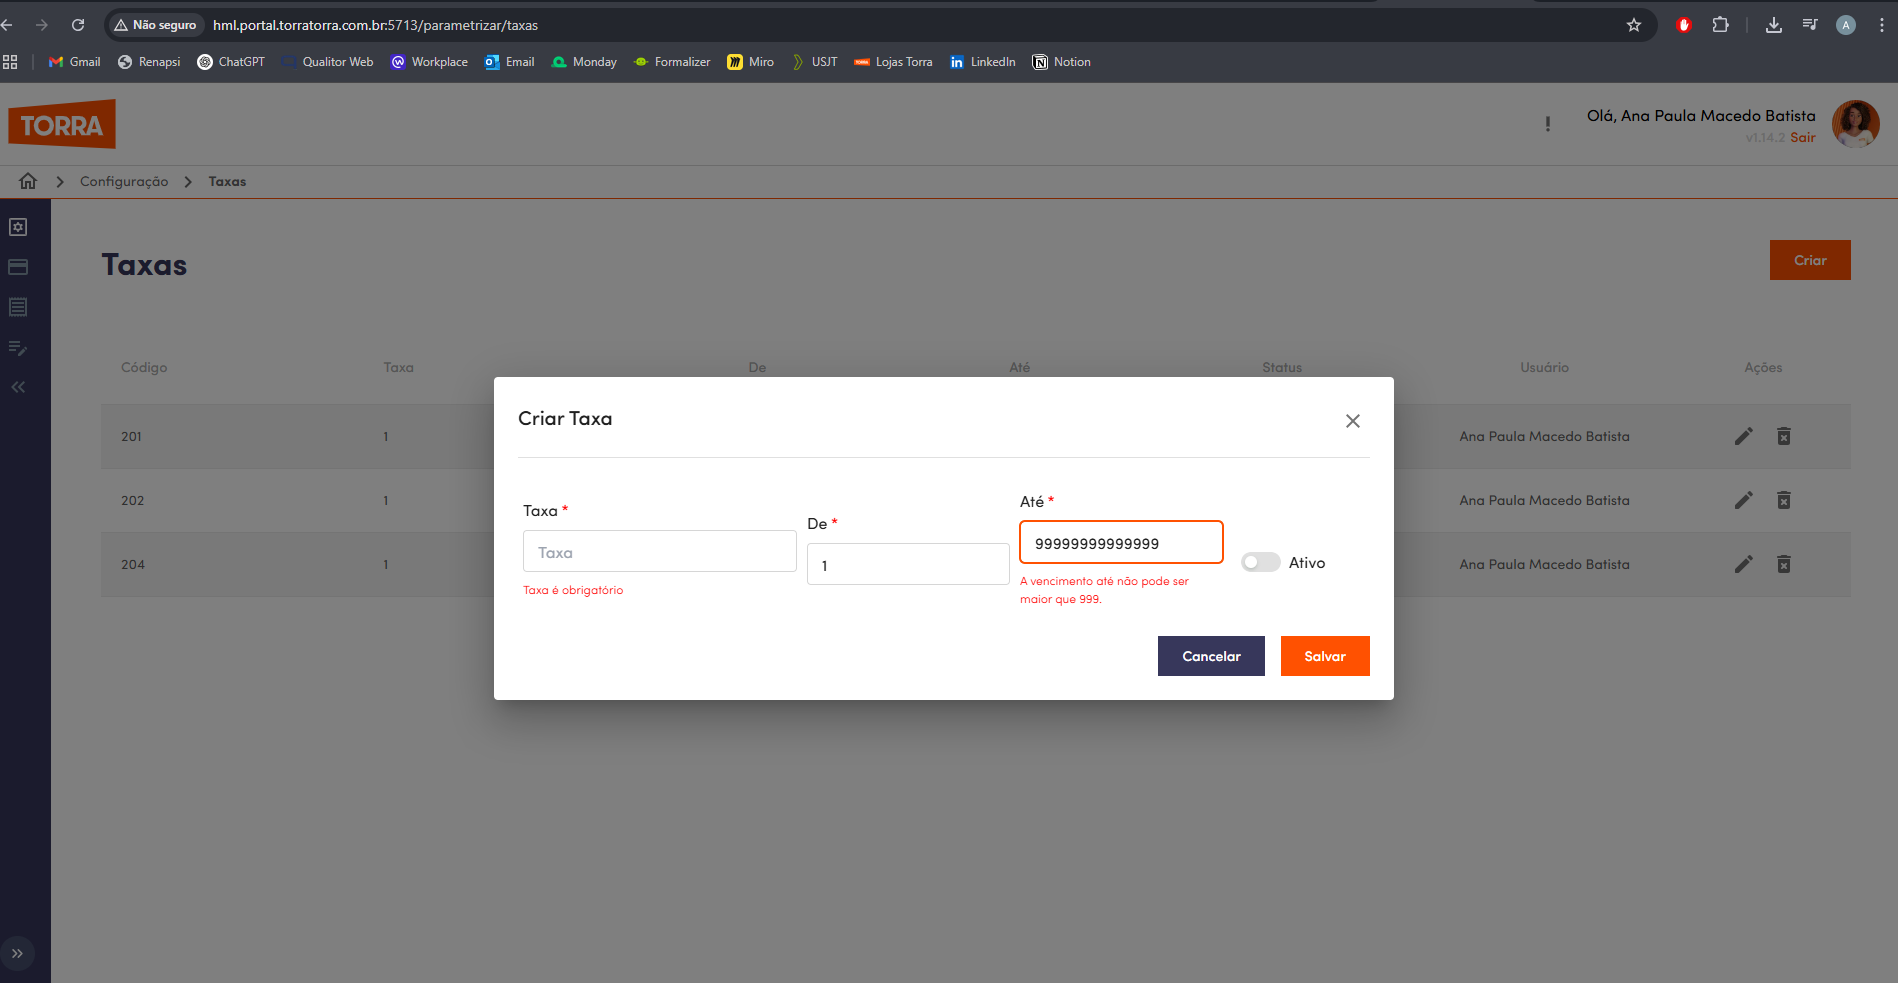 Não seguro hml.portal.torratorra.com.br:5713/parametrizar/taxas A
Gmail Renapsi ChatGPT Qualitor Web Workplace Email Monday Formalizer Miro USJT Lojas Torra LinkedIn Notion
TORRA
Olá, Ana Paula Macedo Batista
v1.14.2 Sair
Configuração Taxas
Taxas
Criar
Código Taxa De Até Status Usuário Ações
201 1 Ana Paula Macedo Batista
202 1 Ana Paula Macedo Batista
204 1 Ana Paula Macedo Batista
Criar Taxa
Taxa *
Taxa
Taxa é obrigatório
De *
1
Até *
99999999999999
A vencimento até não pode ser
maior que 999.
Ativo
Cancelar Salvar